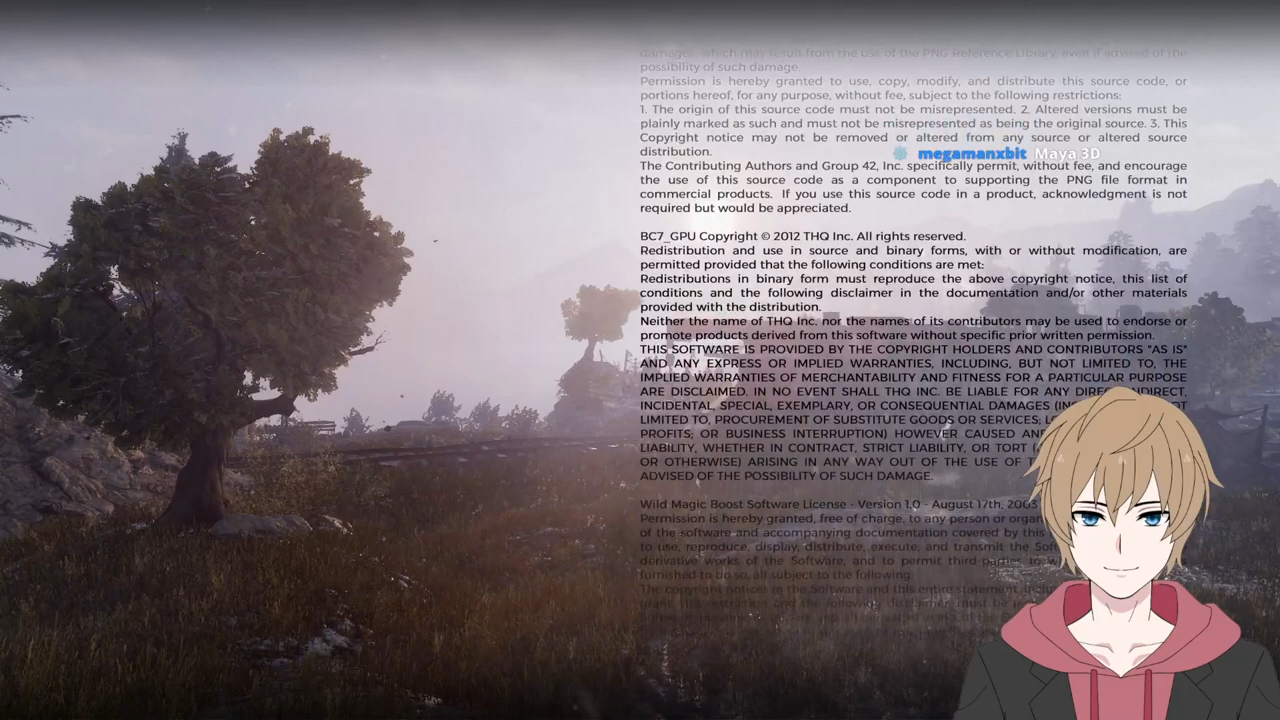 damages, which may result from the use of the PNG Reference Library, even if advised of the
possibility of such damage.
Permission is hereby granted to use, copy, modify, and distribute this source code, or
portions hereof, for any purpose, without fee, subject to the following restrictions:
1. The origin of this source code must not be misrepresented. 2. Altered versions must be
plainly marked as such and must not be misrepresented as being the original source. 3. This
Copyright notice may not be removed or altered from any source or altered source
distribution.
megamanxbit Maya 3D
The Contributing Authors and Group 42, Inc. specifically permit, without fee, and encourage
the use of this source code as a component to supporting the PNG file format in
commercial products. If you use this source code in a product, acknowledgment is not
required but would be appreciated.
BC7_GPU Copyright © 2012 THQ Inc. All rights reserved.
Redistribution and use in source and binary forms, with or without modification, are
permitted provided that the following conditions are met:
Redistributions in binary form must reproduce the above copyright notice, this list of
conditions and the following disclaimer in the documentation and/or other materials
provided with the distribution.
Neither the name of THQ Inc. nor the names of its contributors may be used to endorse or
promote products derived from this software without specific prior written permission.
THIS SOFTWARE IS PROVIDED BY THE COPYRIGHT HOLDERS AND CONTRIBUTORS "AS IS"
AND ANY EXPRESS OR IMPLIED WARRANTIES, INCLUDING, BUT NOT LIMITED TO, THE
IMPLIED WARRANTIES OF MERCHANTABILITY AND FITNESS FOR A PARTICULAR PURPOSE
ARE DISCLAIMED. IN NO EVENT SHALL THQ INC. BE LIABLE FOR ANY DIRECT, INDIRECT,
INCIDENTAL, SPECIAL, EXEMPLARY, OR CONSEQUENTIAL DAMAGES
LIMITED TO, PROCUREMENT OF SUBSTITUTE GOODS OR SERVICES;
PROFITS; OR BUSINESS INTERRUPTION) HOWEVER CAUSED AND
LIABILITY, WHETHER IN CONTRACT, STRICT LIABILITY, OR TORT
OR OTHERWISE) ARISING IN ANY WAY OUT OF THE USE OF
ADVISED OF THE POSSIBILITY OF SUCH DAMAGE.
Wild Magic Boost Software License - Version 1.0 - August 17th, 2003
Permission is hereby granted, free of charge, to any person or
of the software and accompanying documentation covered by this
to use, reproduce, display, distribute, execute, and transmit the
derivative works of the Software, and to permit third-parties to
furnished to do so, all subject to the following:
The copyright notices in the Software and this entire statement,
grant, this restriction and the following disclaimer, must be